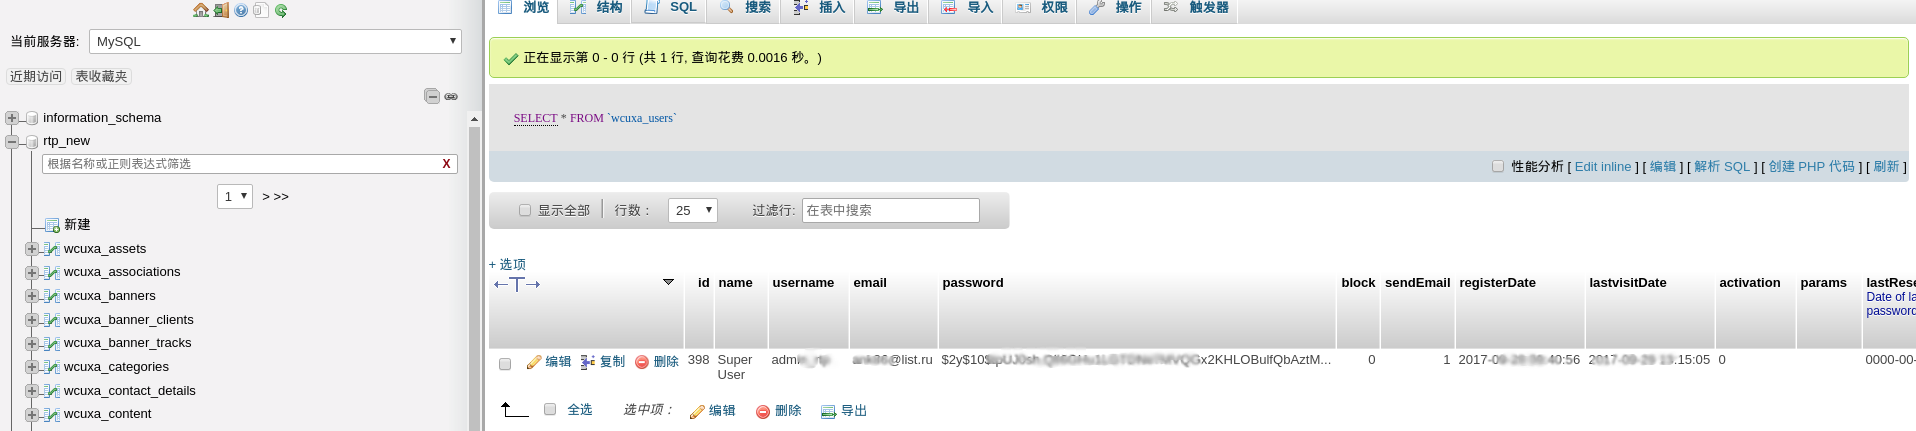 当前服务器:
MySQL
近期访问 表收藏夹
information_schema
rtp_new
根据名称或正则表达式筛选 X
1 > >>
新建
wcuxa_assets
wcuxa_associations
wcuxa_banners
wcuxa_banner_clients
wcuxa_banner_tracks
wcuxa_categories
wcuxa_contact_details
wcuxa_content
浏览 结构 SQL 搜索 插入 导出 导入 权限 操作 触发器
正在显示第 0 - 0 行 (共 1 行, 查询花费 0.0016 秒。)
SELECT * FROM `wcuxa_users`
性能分析 [ Edit inline ] [ 编辑 ] [ 解析 SQL ] [ 创建 PHP 代码 ] [ 刷新 ]
显示全部 行数： 25 过滤行: 在表中搜索
+ 选项
id name username email password block sendEmail registerDate lastvisitDate activation params lastRese
Date of la
password
编辑 复制 删除 398 Super User @list.ru $2y$10$ x2KHLOBulfQbAztM... 0 1 2017-0 :40:56 :15:05 0 0000-00-
全选 选中项： 编辑 删除 导出